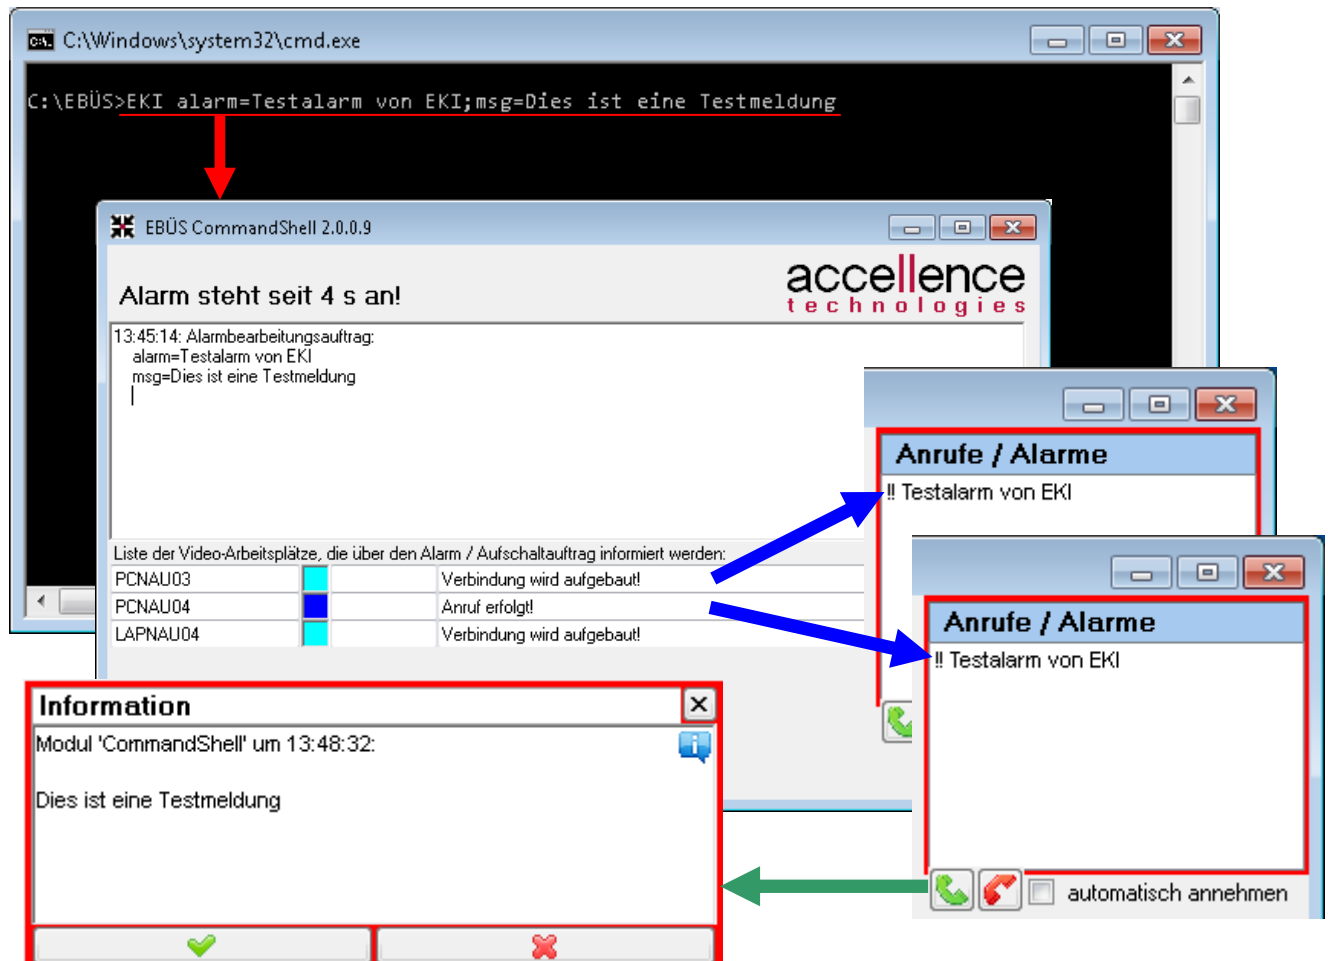 C:\Windows\system32\cmd.exe
C:\EBÜS>EKI alarm=Testalarm von EKI;msg=Dies ist eine Testmeldung
EBÜS CommandShell 2.0.0.9
Alarm steht seit 4 s an!
accellence
technologies
13:45:14: Alarmbearbeitungsauftrag:
alarm=Testalarm von EKI
msg=Dies ist eine Testmeldung
Liste der Video-Arbeitsplätze, die über den Alarm / Aufschaltauftrag informiert werden:
PCNAU03 Verbindung wird aufgebaut!
PCNAU04 Anruf erfolgt!
LAPNAU04 Verbindung wird aufgebaut!
Anrufe / Alarme
!! Testalarm von EKI
Anrufe / Alarme
!! Testalarm von EKI
automatisch annehmen
Information
Modul 'CommandShell' um 13:48:32:
Dies ist eine Testmeldung